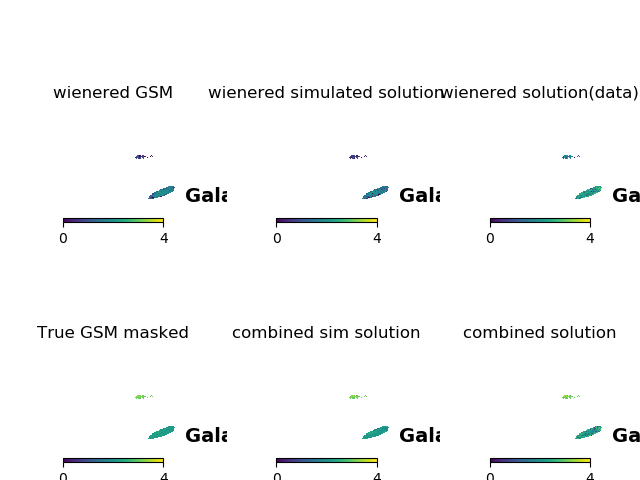 wienered GSM
wienered simulated solution
wienered solution(data)
Gala
Gala
Ga
0 4
0 4
0 4
True GSM masked
combined sim solution
combined solution
Gala
Gala
Ga
0 4
0 4
0 4